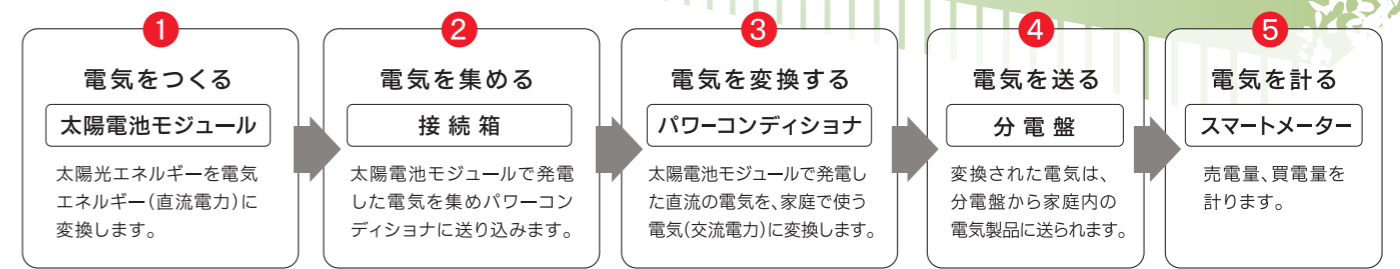 1
電気をつくる
太陽電池モジュール
太陽光エネルギーを電気
エネルギー(直流電力)に
変換します。
2
電気を集める
接続箱
太陽電池モジュールで発電
した電気を集めパワーコン
ディショナに送り込みます。
3
電気を変換する
パワーコンディショナ
太陽電池モジュールで発電し
た直流の電気を、家庭で使う
電気(交流電力)に変換します。
4
電気を送る
分電盤
変換された電気は、
分電盤から家庭内の
電気製品に送られます。
5
電気を計る
スマートメーター
売電量、買電量を
計ります。